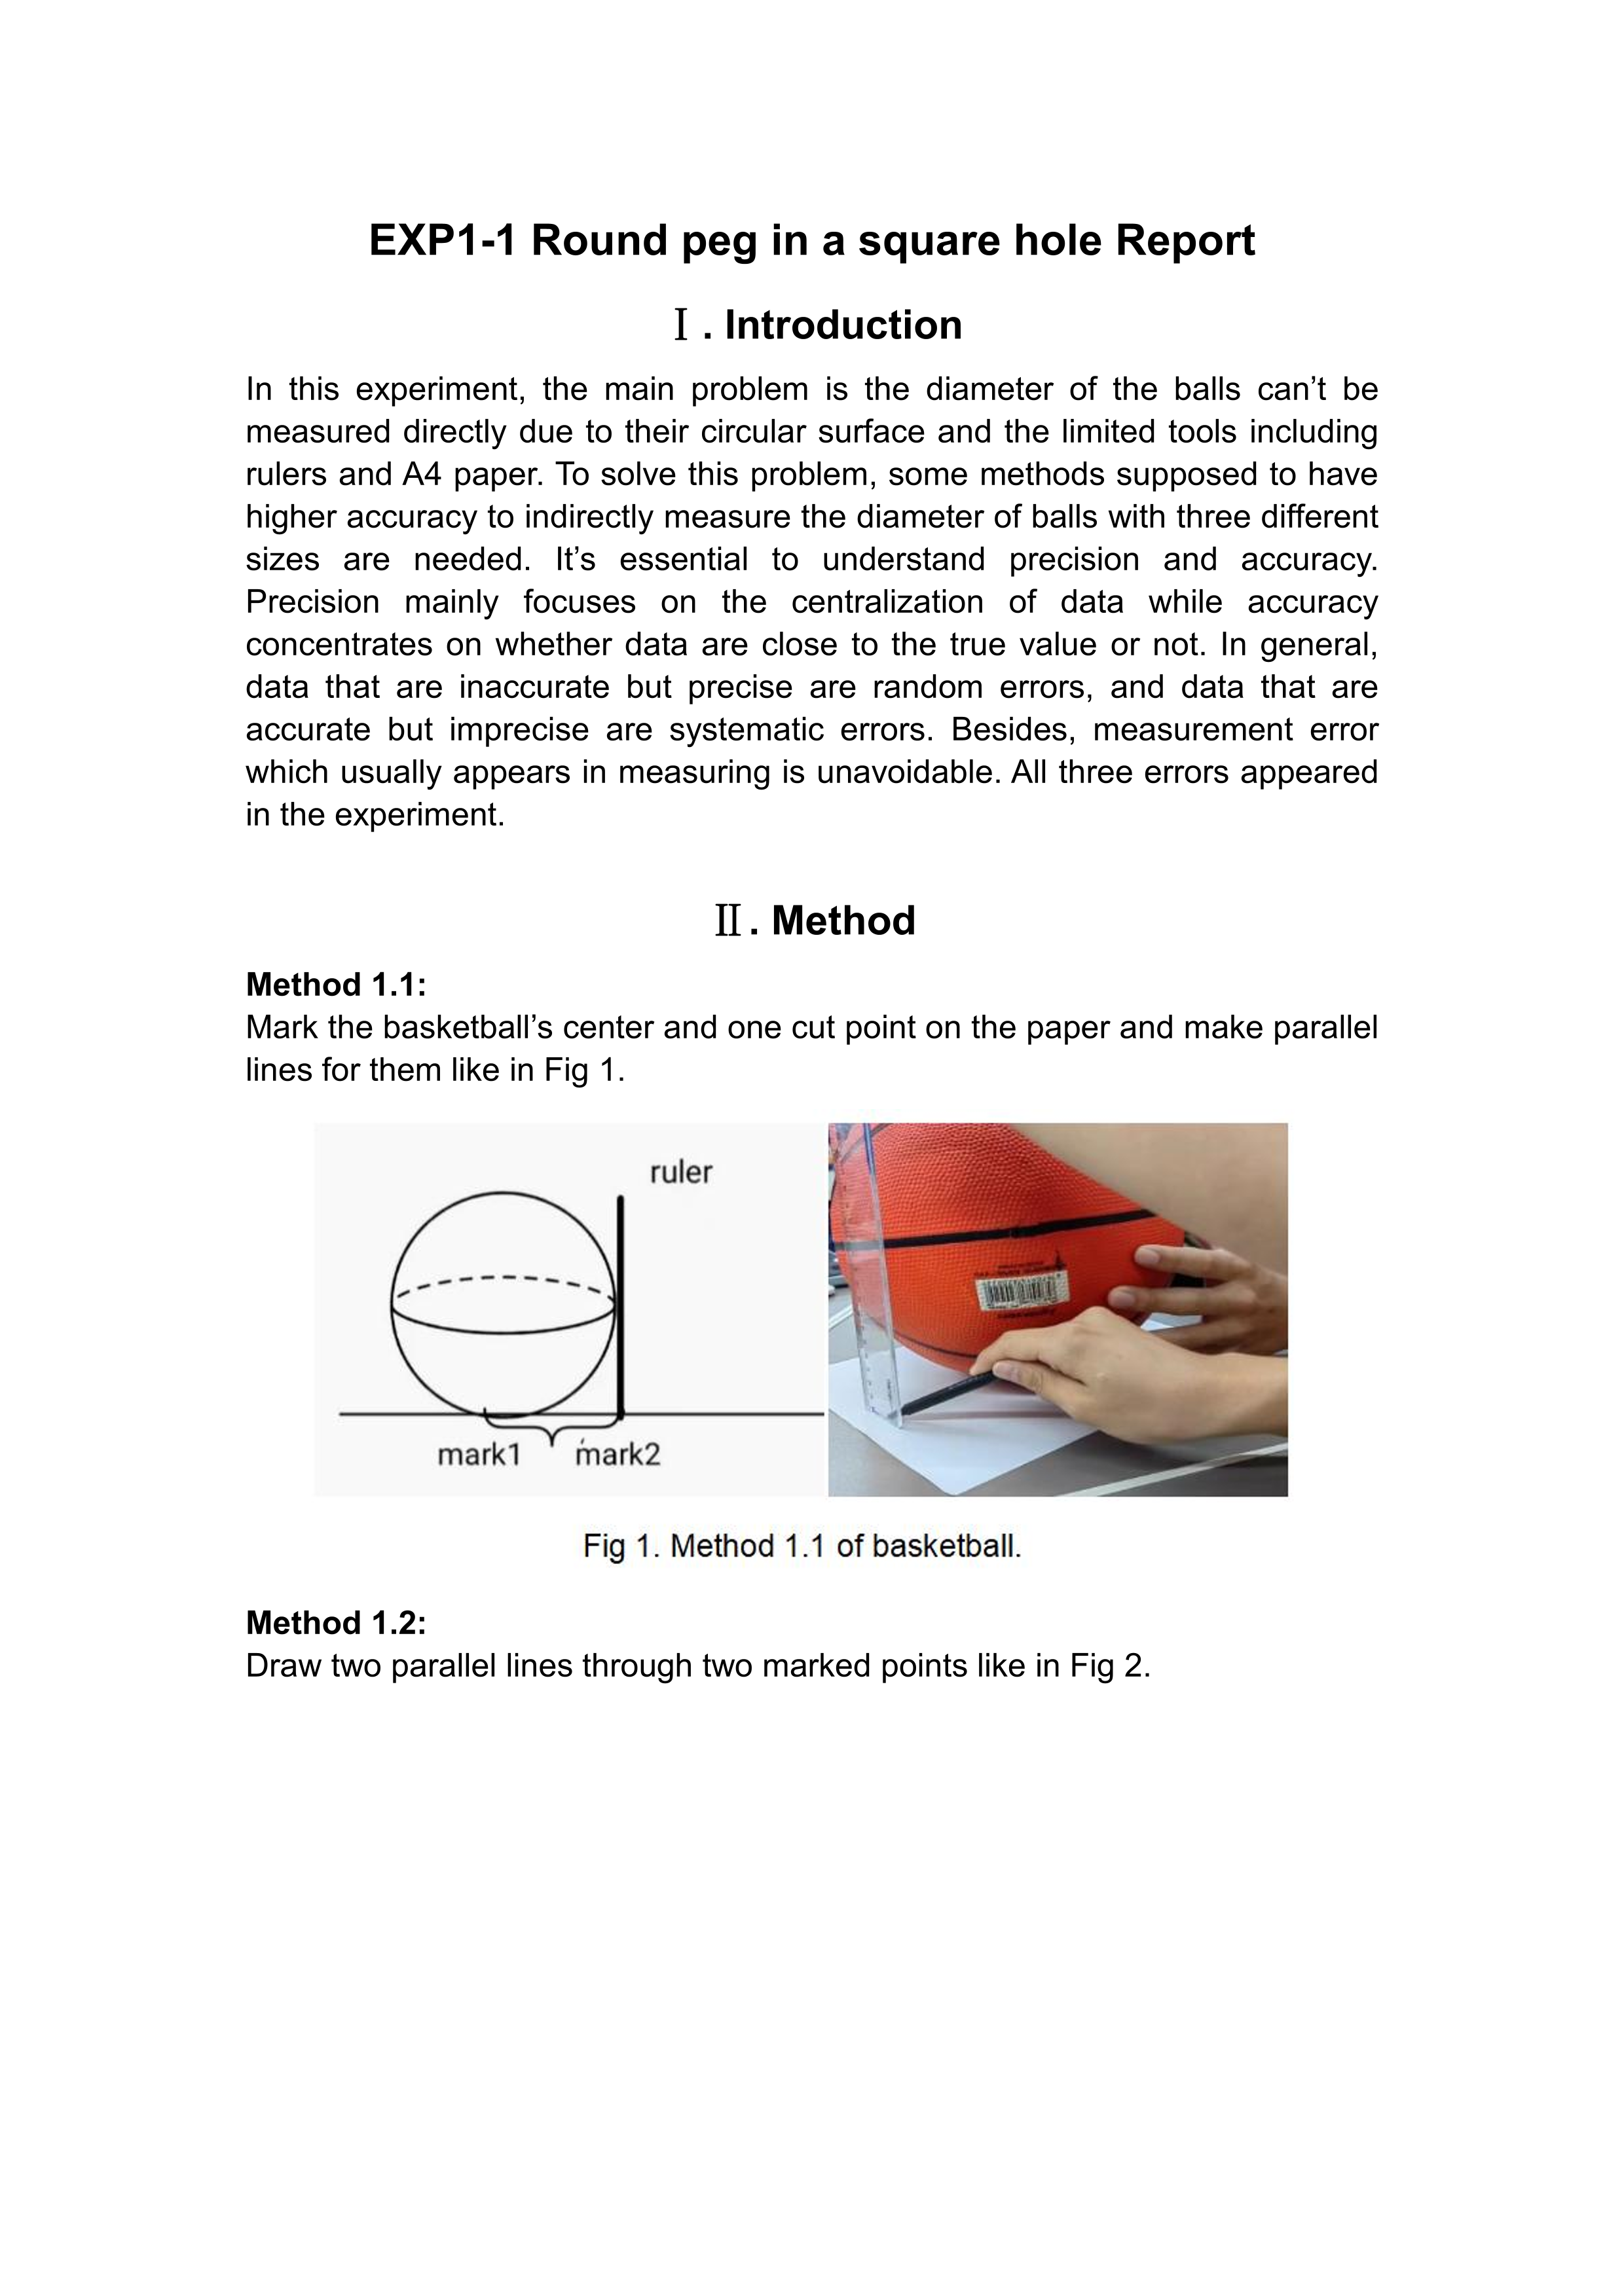 EXP1-1 Round peg in a square hole Report
Ⅰ. Introduction
In this experiment, the main problem is the diameter of the balls can’t be
measured directly due to their circular surface and the limited tools including
rulers and A4 paper. To solve this problem, some methods supposed to have
higher accuracy to indirectly measure the diameter of balls with three different
sizes are needed. It’s essential to understand precision and accuracy.
Precision mainly focuses on the centralization of data while accuracy
concentrates on whether data are close to the true value or not. In general,
data that are inaccurate but precise are random errors, and data that are
accurate but imprecise are systematic errors. Besides, measurement error
which usually appears in measuring is unavoidable. All three errors appeared
in the experiment.
Ⅱ. Method
Method 1.1:
Mark the basketball’s center and one cut point on the paper and make parallel
lines for them like in Fig 1.
ruler
mark1
mark2
Fig 1. Method 1.1 of basketball.
Method 1.2:
Draw two parallel lines through two marked points like in Fig 2.